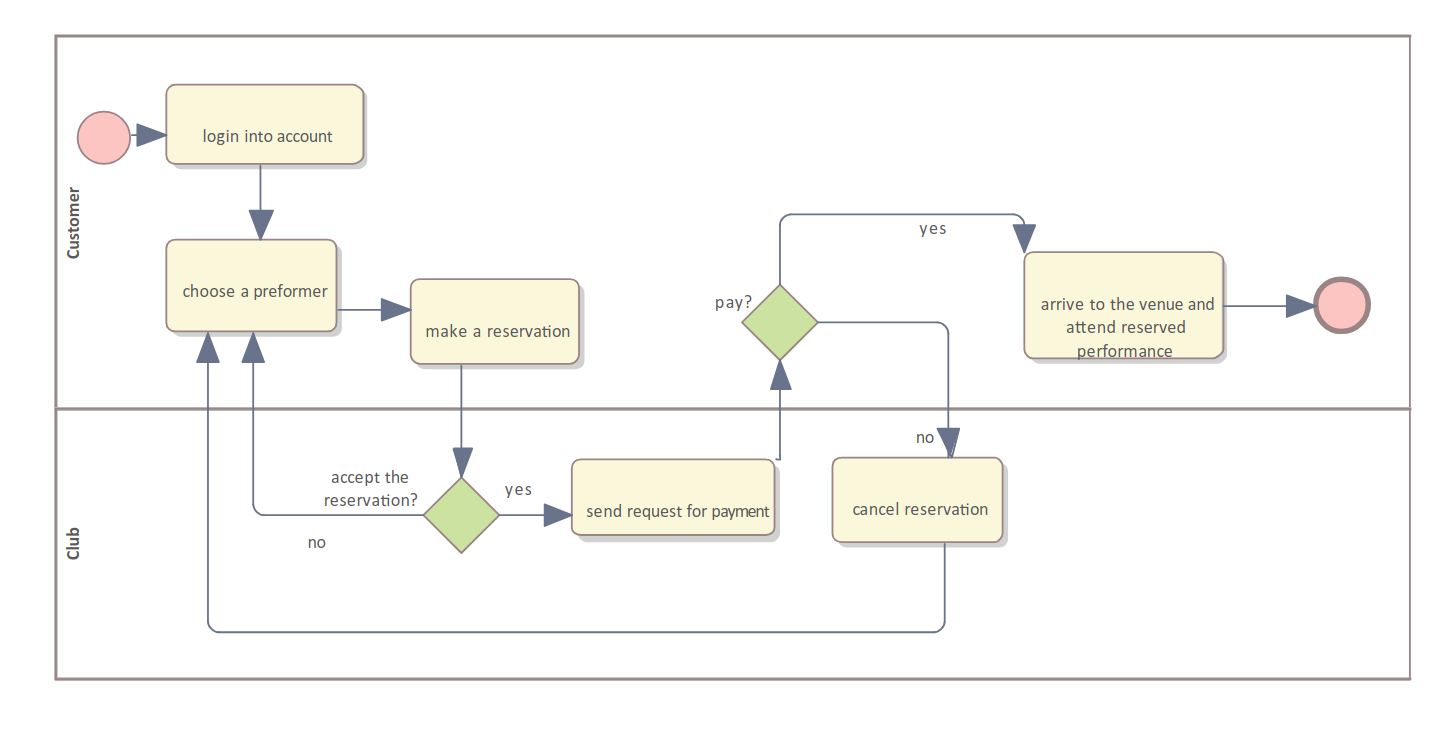 Customer
login into account
choose a preformer
make a reservation
pay?
yes
arrive to the venue and
attend reserved
performance
Club
accept the
reservation?
no
yes
send request for payment
no
cancel reservation